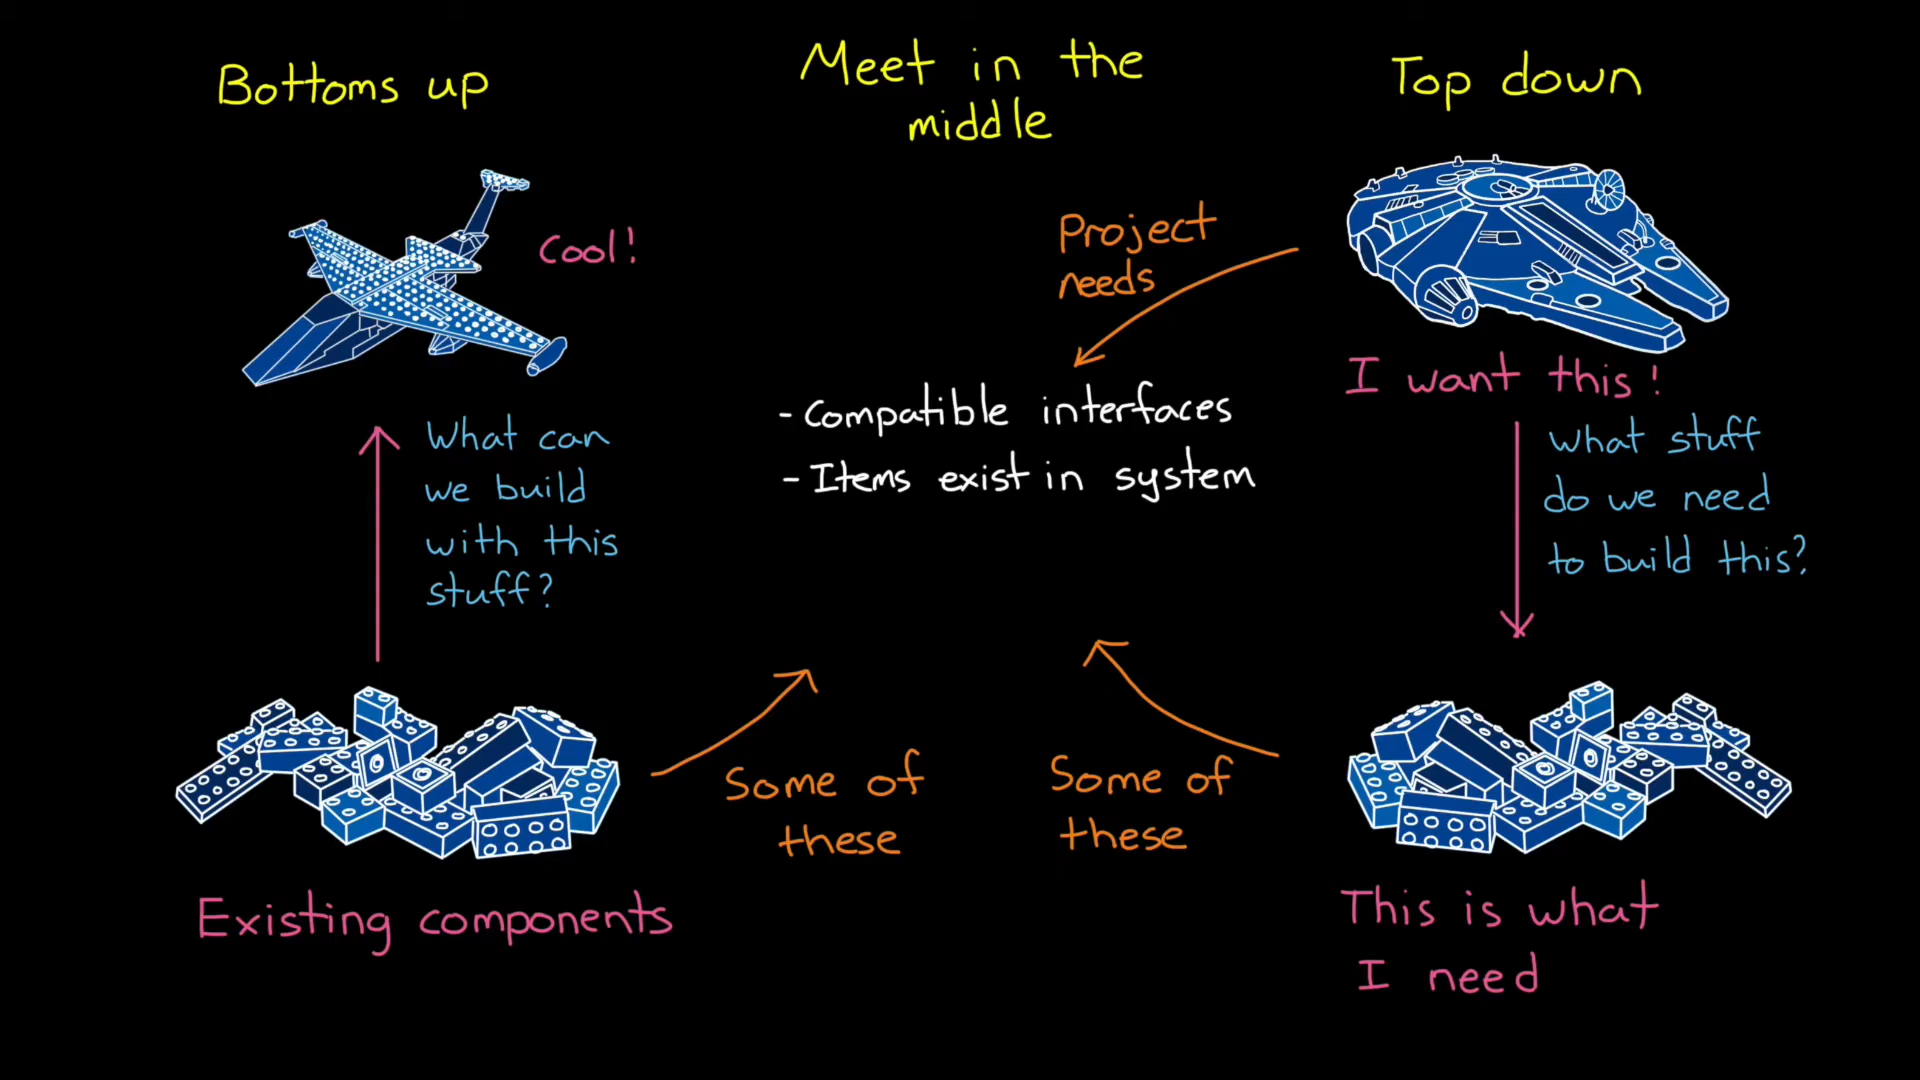 Bottoms up
Cool!
What can
we build
with this
stuff?
Existing components
Meet in the
middle
Project
needs
- Compatible interfaces
- Items exist in system
Some of
these
Some of
these
Top down
I want this!
What stuff
do we need
to build this?
This is what
I need